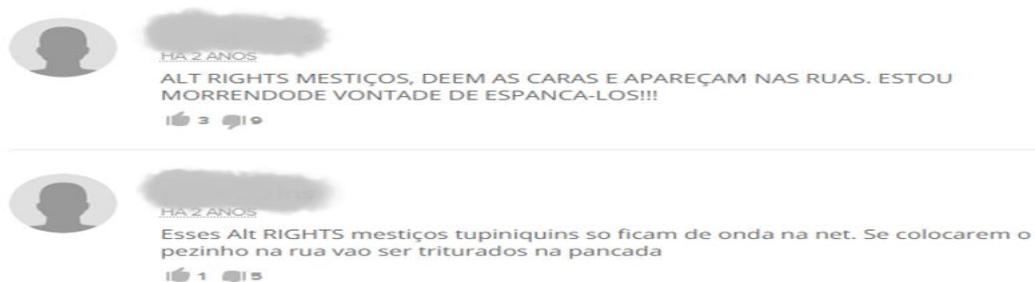 HÁ 2 ANOS
ALT RIGHTS MESTIÇOS, DEEM AS CARAS E APAREÇAM NAS RUAS. ESTOU
MORRENDODE VONTADE DE ESPANCA-LOS!!!
3 9
HÁ 2 ANOS
Esses Alt RIGHTS mestiços tupiniquins so ficam de onda na net. Se colocarem o
pezinho na rua vao ser triturados na pancada
1 5